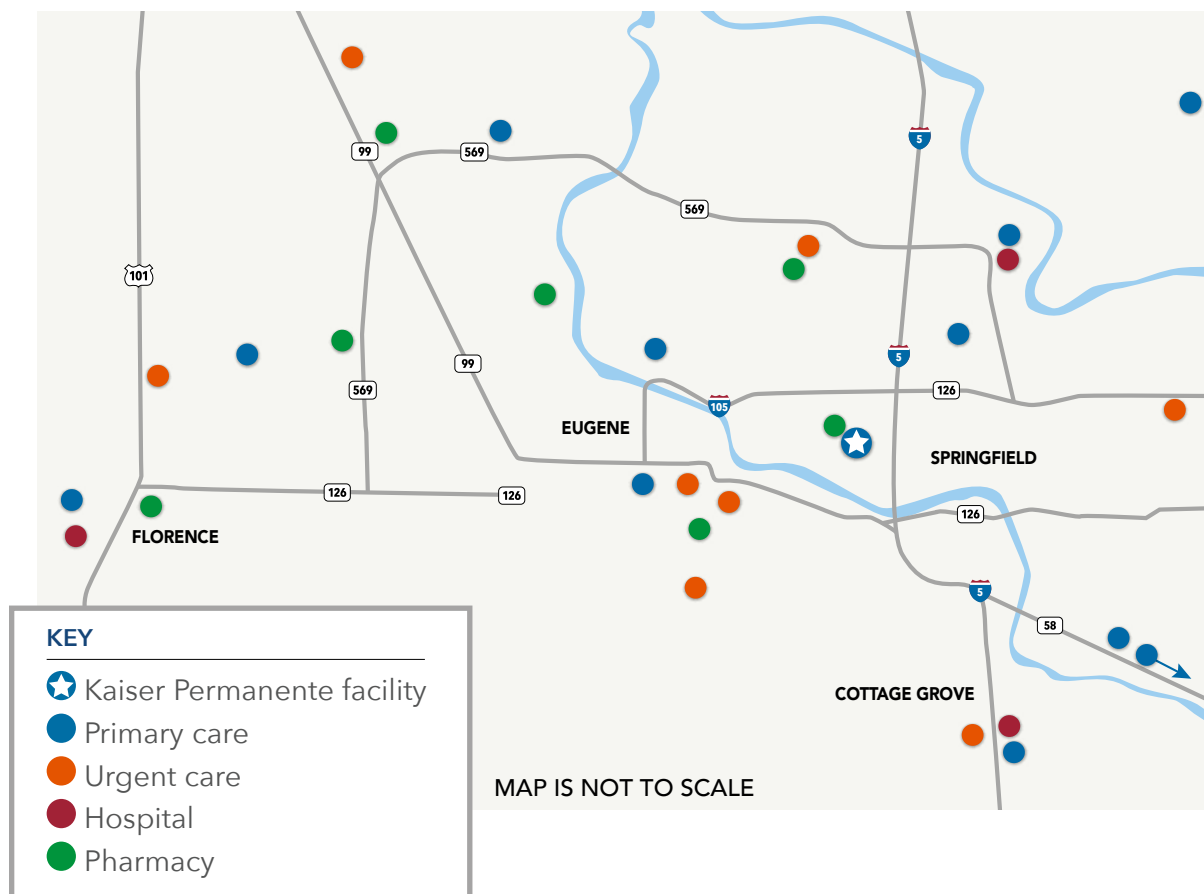 5
99
569
569
101
99
5
569
105
126
EUGENE
SPRINGFIELD
126
126
126
FLORENCE
5
58
COTTAGE GROVE
MAP IS NOT TO SCALE
KEY
Kaiser Permanente facility
Primary care
Urgent care
Hospital
Pharmacy